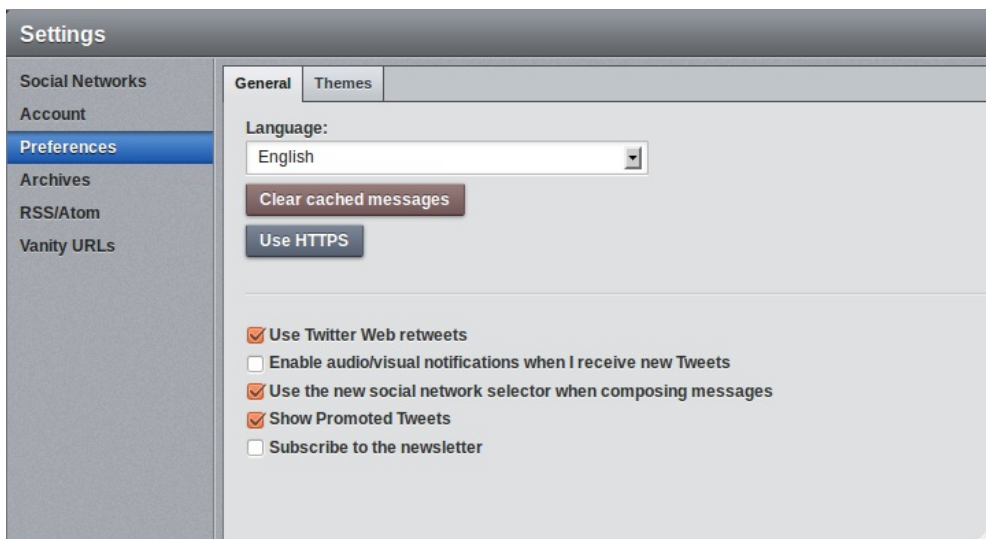 Settings
Social Networks
Account
Preferences
Archives
RSS/Atom
Vanity URLs
General Themes
Language:
English
Clear cached messages
Use HTTPS
Use Twitter Web retweets
Enable audio/visual notifications when I receive new Tweets
Use the new social network selector when composing messages
Show Promoted Tweets
Subscribe to the newsletter